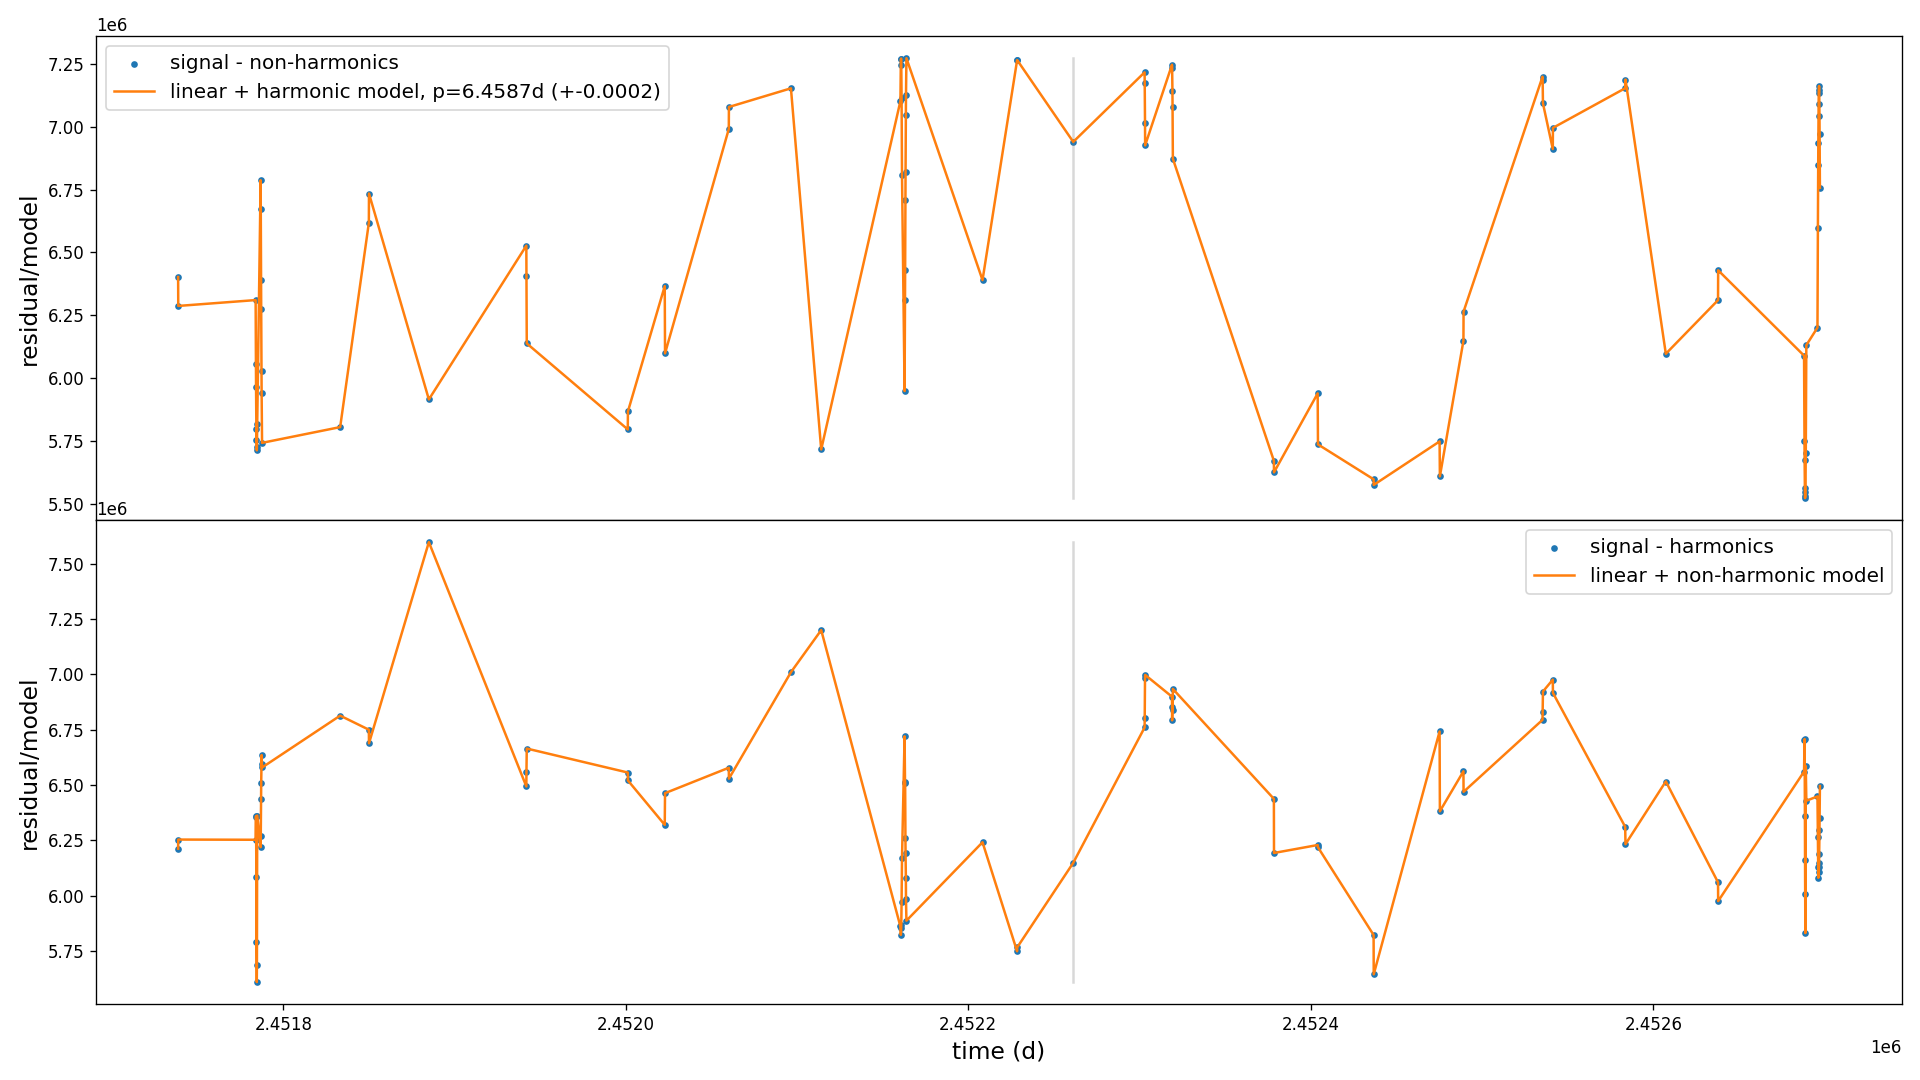 1e6
signal - non-harmonics
linear + harmonic model, p=6.4587d (+-0.0002)
7.25
7.00
6.75
6.50
6.25
6.00
5.75
5.50
residual/model
1e6
signal - harmonics
linear + non-harmonic model
7.50
7.25
7.00
6.75
6.50
6.25
6.00
5.75
residual/model
2.4518
2.4520
2.4522
2.4524
2.4526
time (d)
1e6